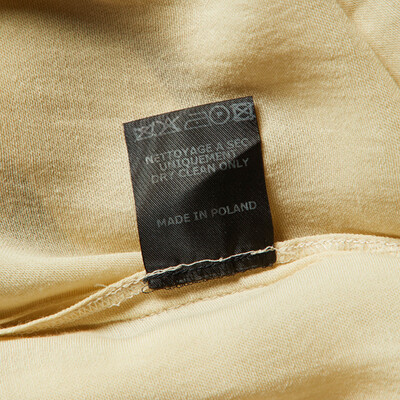 NETTOYAGE A SEC
UNIQUEMENT
DRY CLEAN ONLY
MADE IN POLAND